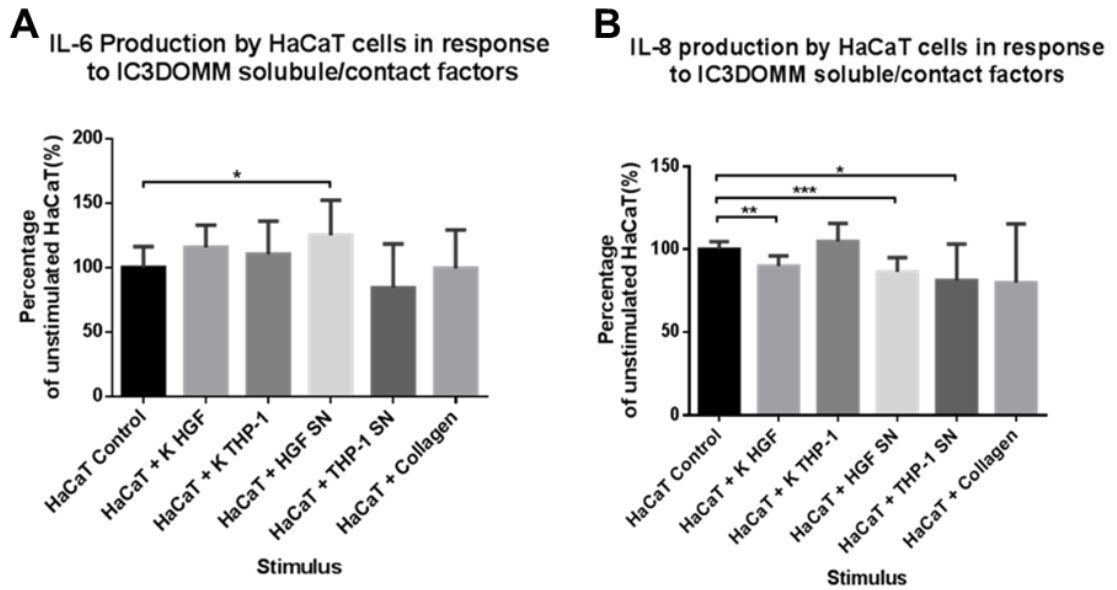 A
IL-6 Production by HaCaT cells in response
to IC3DOMM solubule/contact factors
200
150
100
50
0
Percentage
of unstimulated HaCaT(%)
*
HaCaT Control
HaCaT + K HGF
HaCaT + K THP-1
HaCaT + HGF SN
HaCaT + THP-1 SN
HaCaT + Collagen
Stimulus
B
IL-8 production by HaCaT cells in response
to IC3DOMM soluble/contact factors
150
100
50
0
Percentage
of unstimulated HaCaT(%)
*
***
**
HaCaT Control
HaCaT + K HGF
HaCaT + K THP-1
HaCaT + HGF SN
HaCaT + THP-1 SN
HaCaT + Collagen
Stimulus